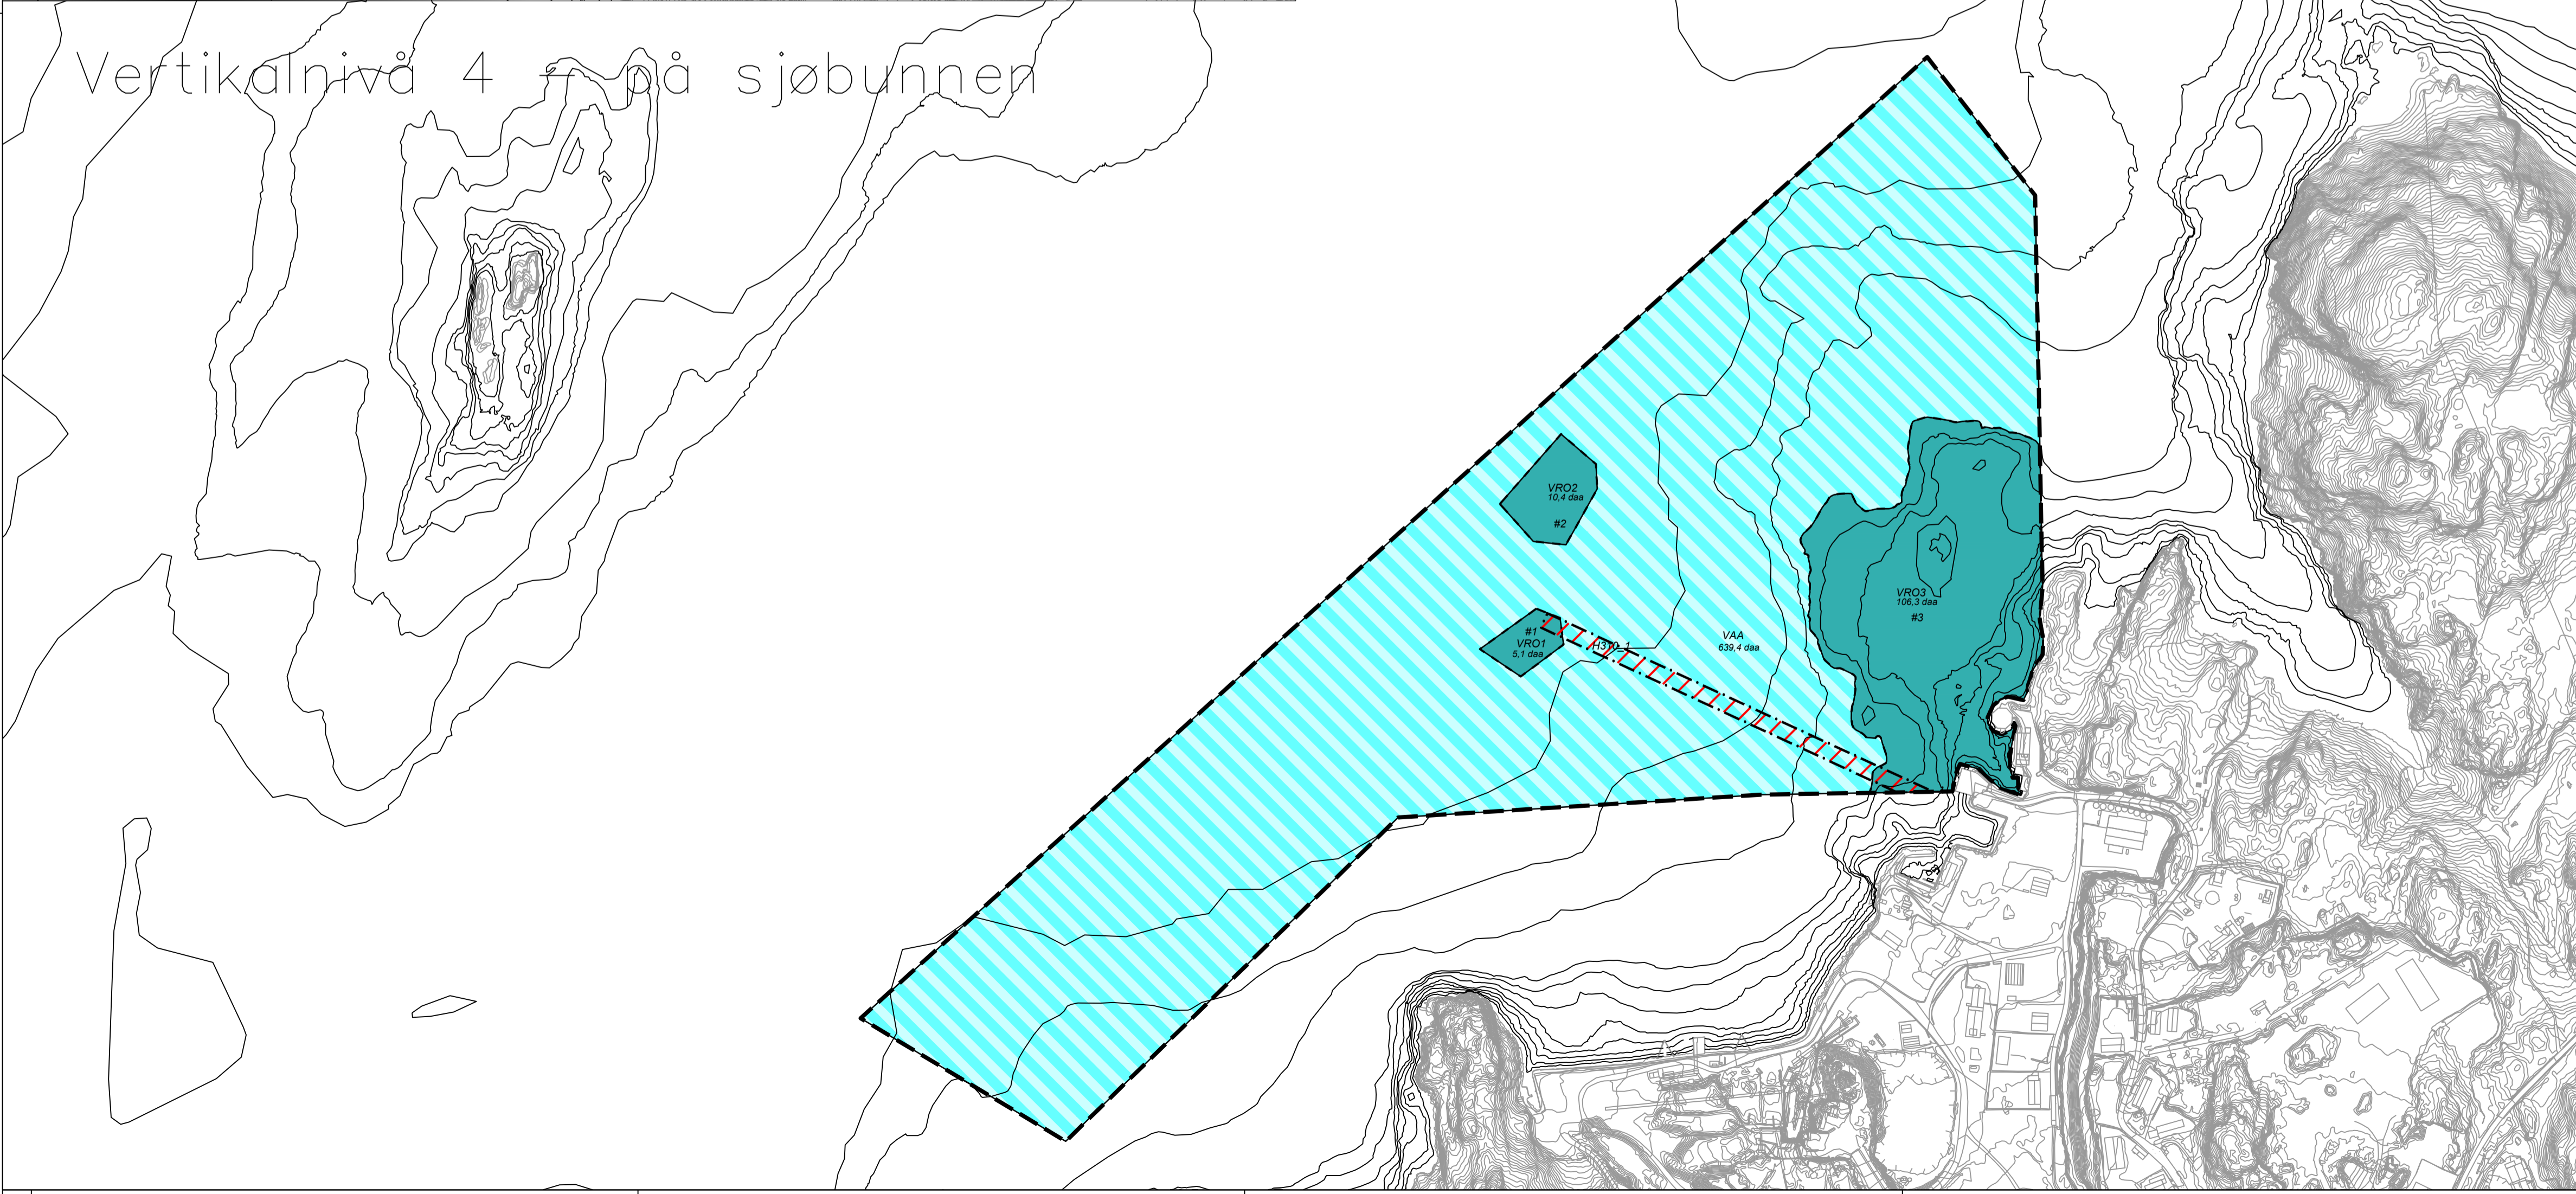 Vertikalnivå 4 – på sjøbunnen
VRO2
10,4 daa
#2
#1
VRO1
5,1 daa
H370_1
VAA
639,4 daa
VRO3
106,3 daa
#3